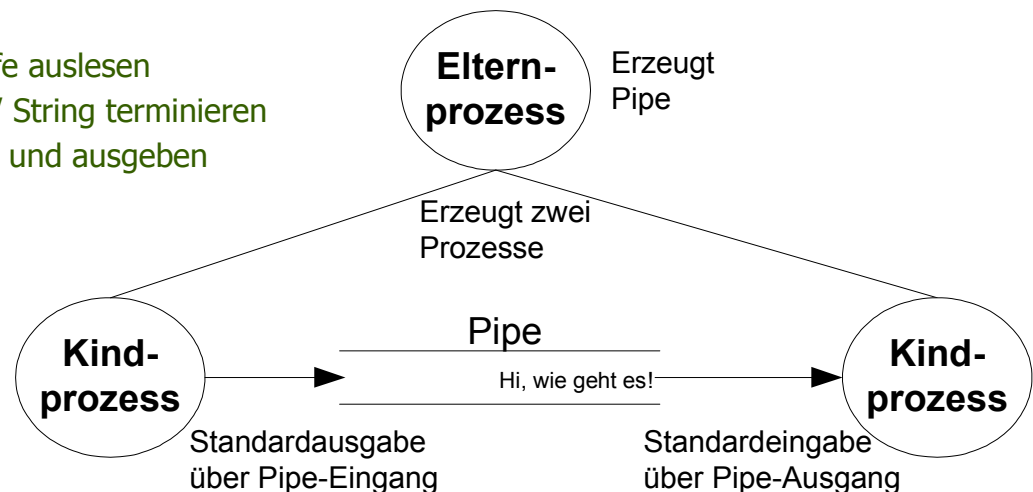 fe auslesen
/ String terminieren
und ausgeben
Eltern-
prozess
Erzeugt
Pipe
Erzeugt zwei
Prozesse
Pipe
Kind-
prozess
Hi, wie geht es!
Kind-
prozess
Standardausgabe
über Pipe-Eingang
Standardeingabe
über Pipe-Ausgang